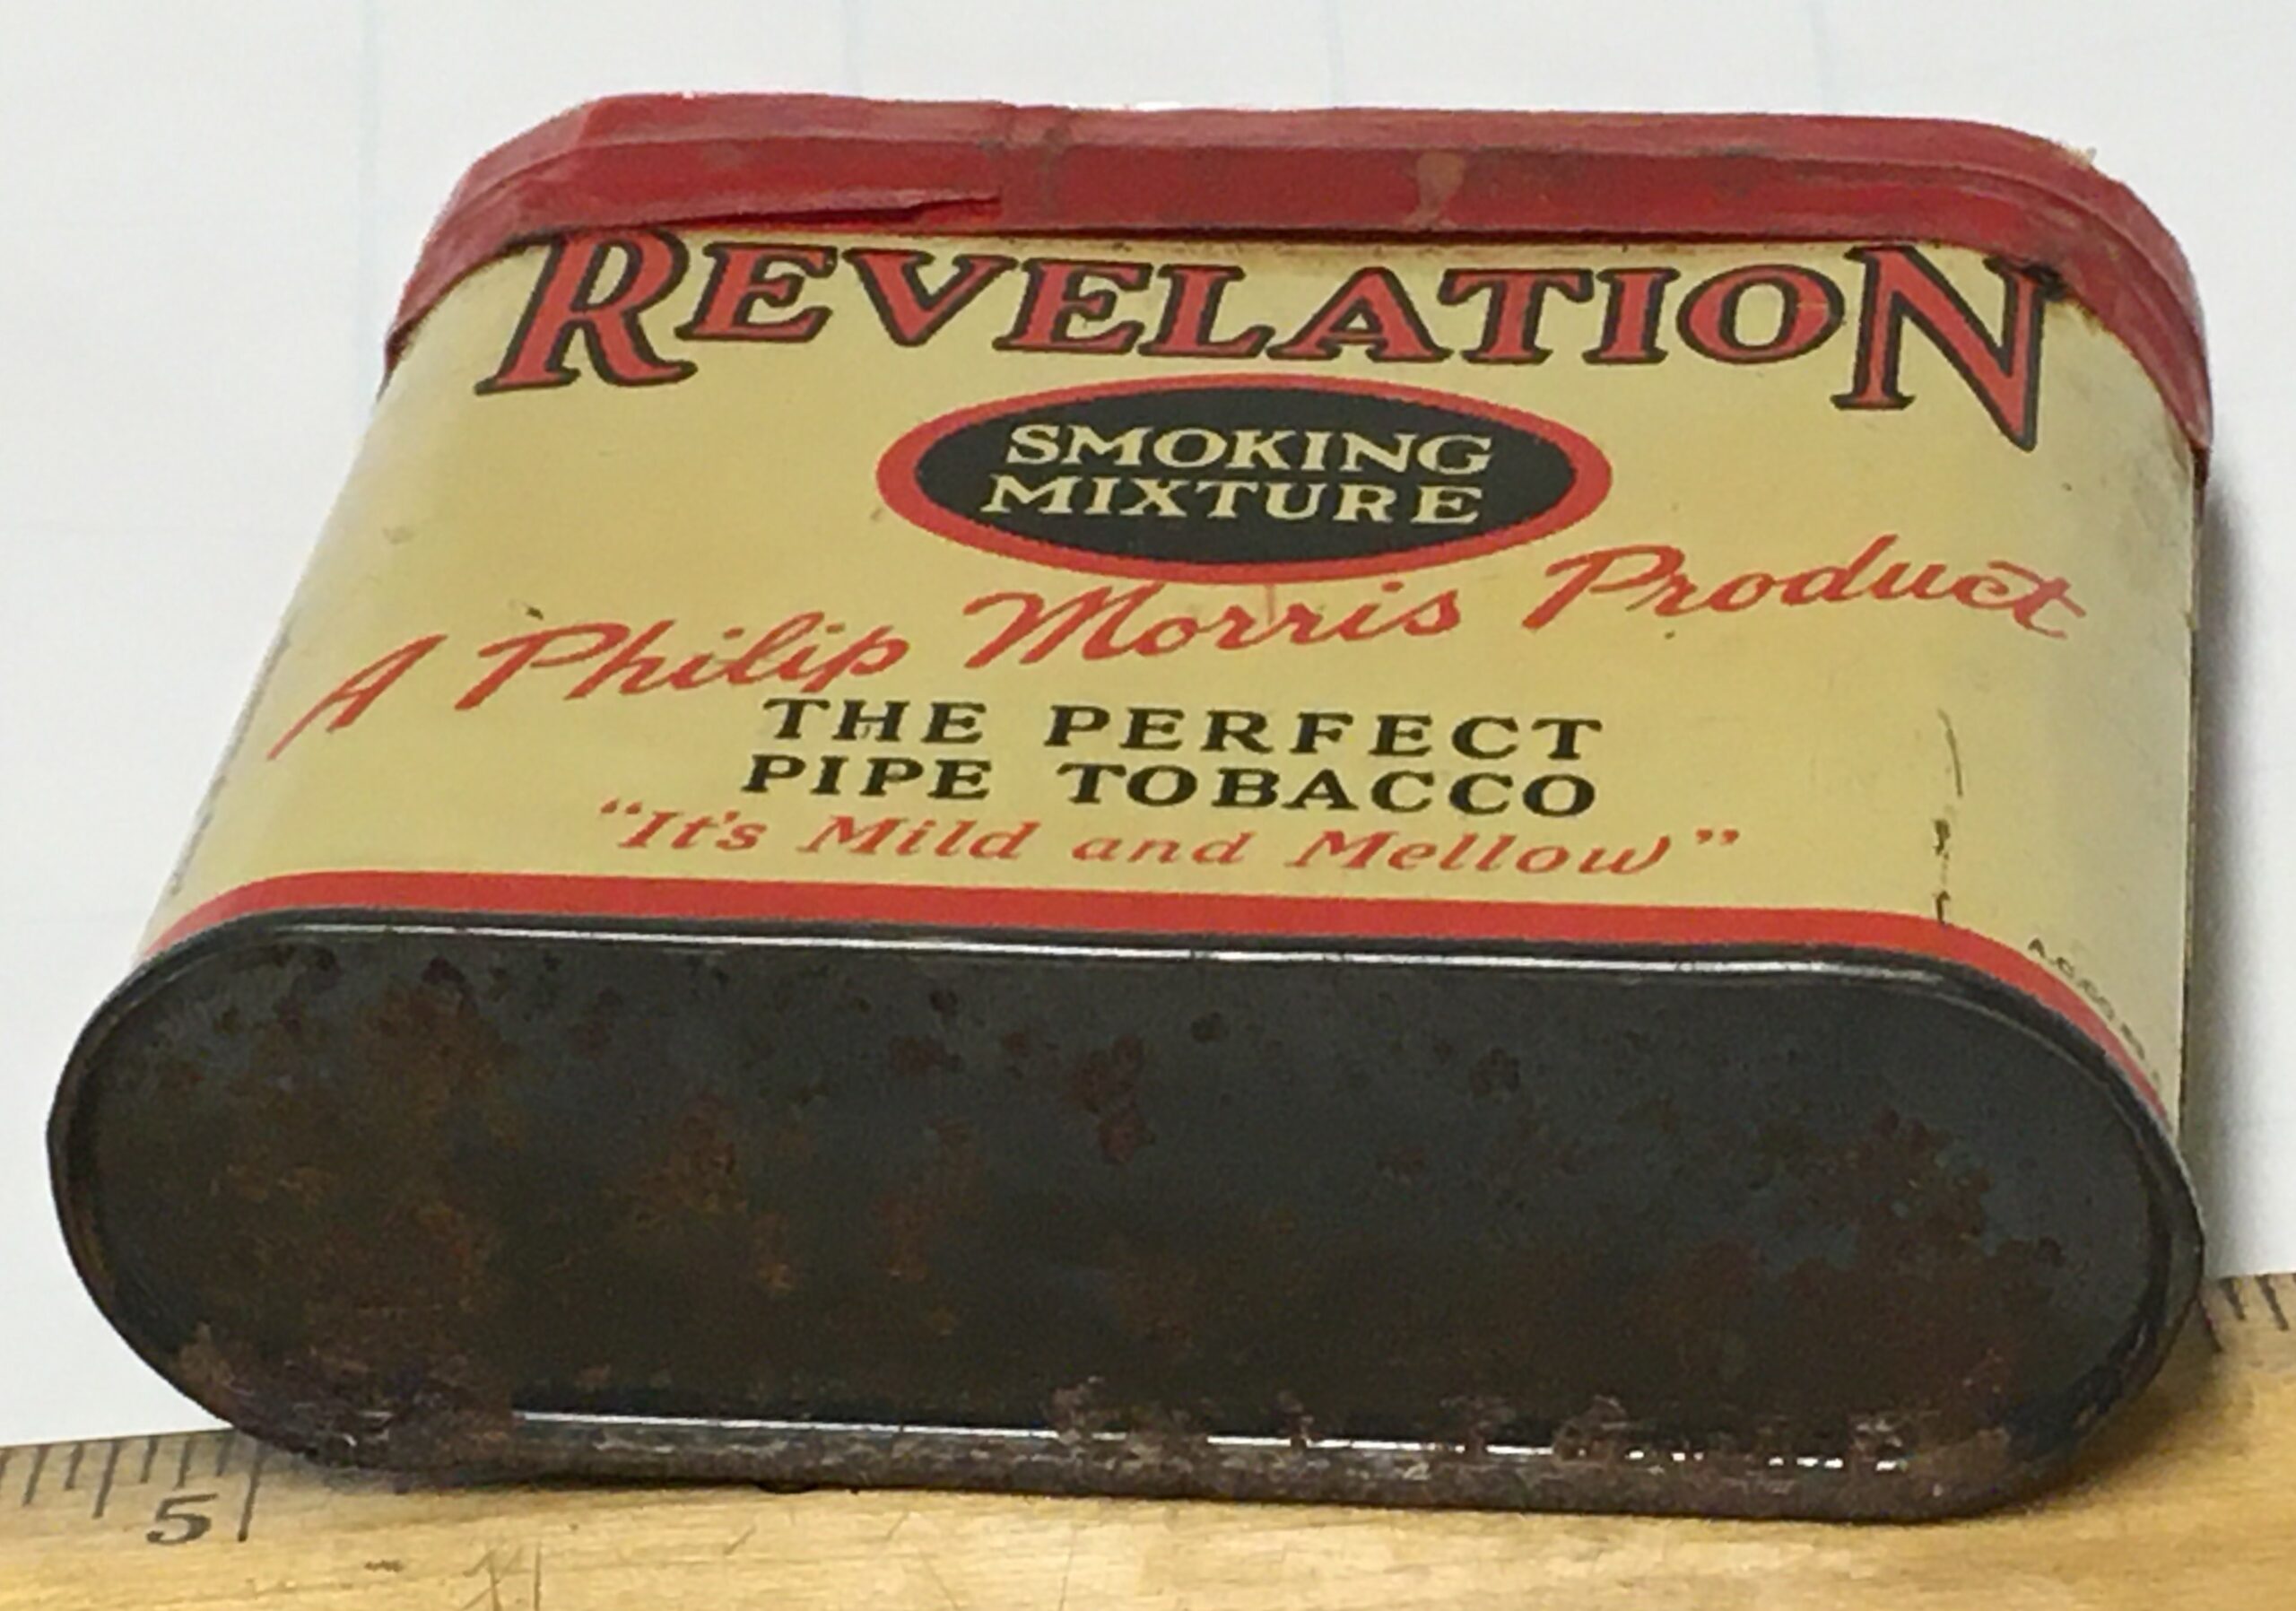 REVELATION
SMOKING
MIXTURE
A Philip Morris Product
THE PERFECT
PIPE TOBACCO
"It's Mild and Mellow"
5